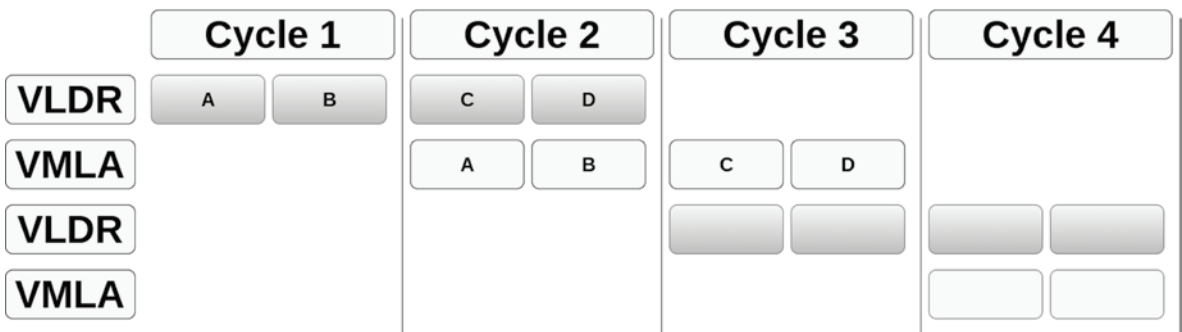 Cycle 1 Cycle 2 Cycle 3 Cycle 4
VLDR A B C D
VMLA A B C D
VLDR
VMLA